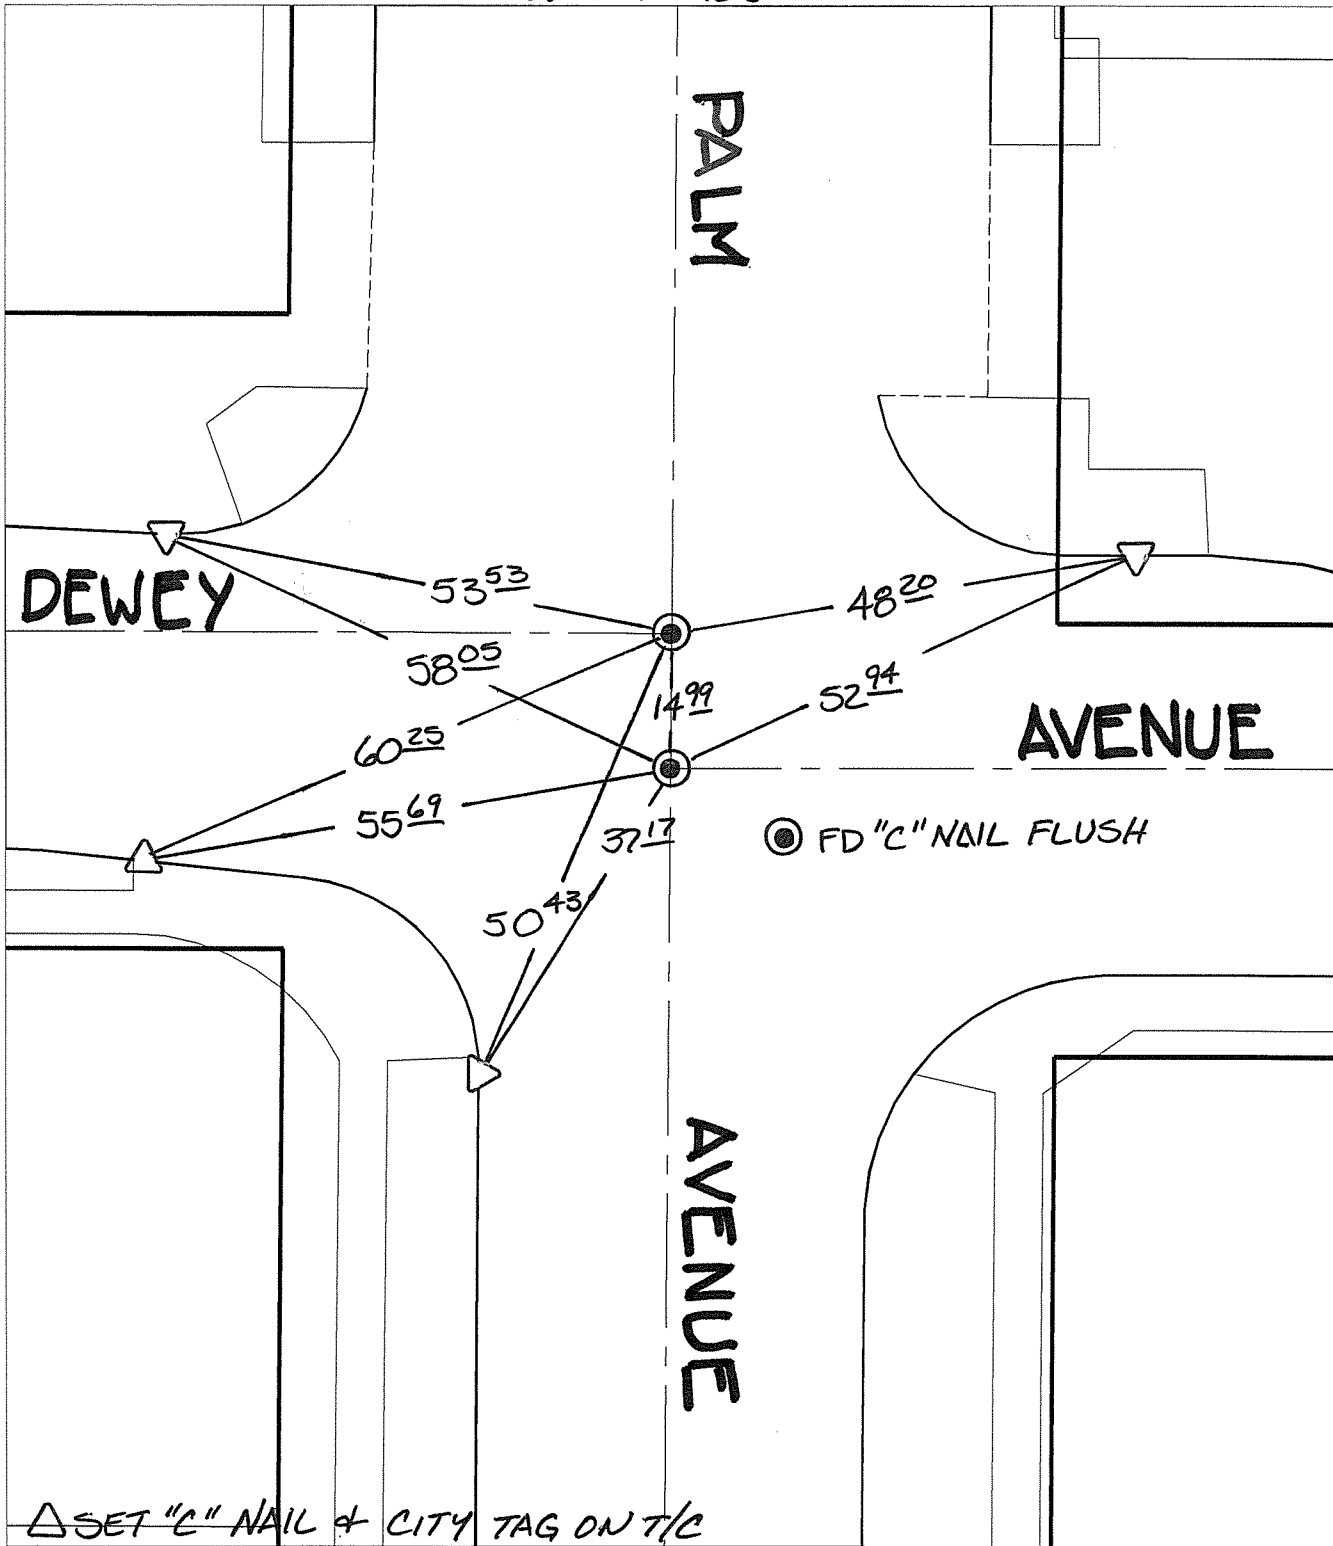 PALM
DEWEY
53 53
48 20
58 05
14 99
52 94
60 25
AVENUE
55 69
37 17
FD "C" NAIL FLUSH
50 43
AVENUE
△ SET "C" NAIL & CITY TAG ON T/C